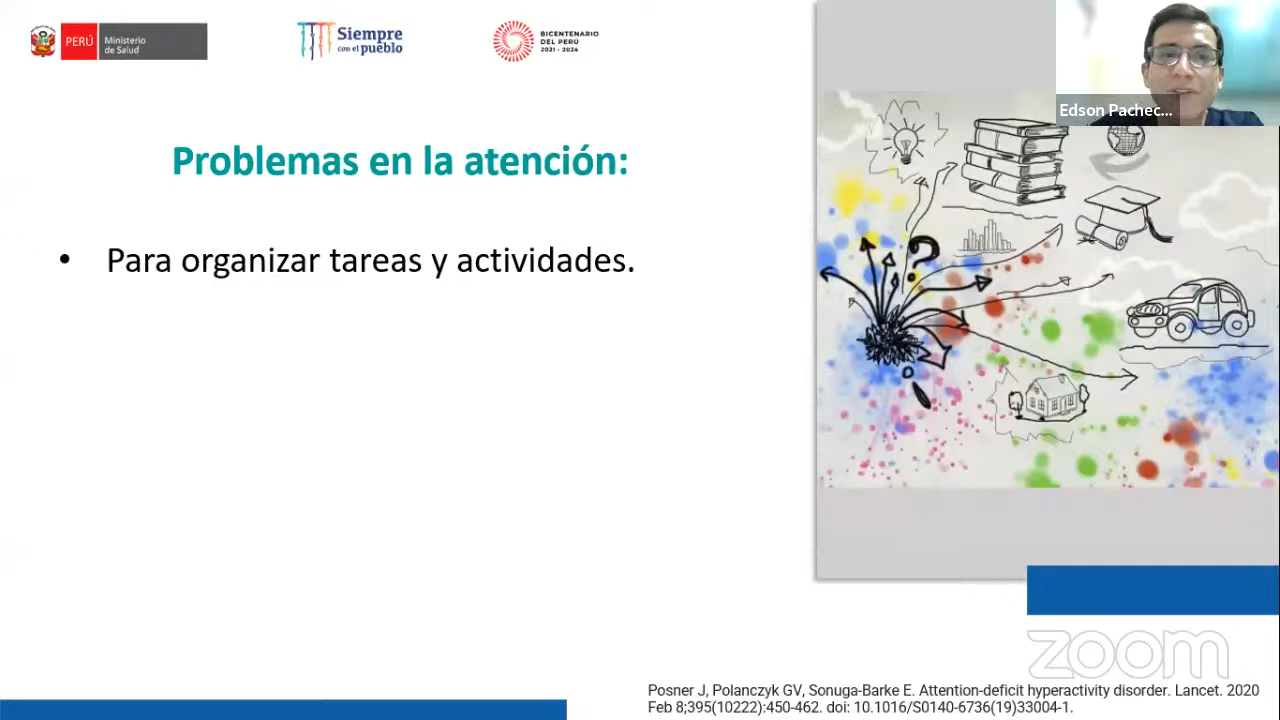 PERÚ
Ministerio
de Salud
Siempre
con el pueblo
BICENTENARIO
DEL PERÚ
2021 - 2024
Edson Pachec...
Problemas en la atención:
• Para organizar tareas y actividades.
zoom
Posner J, Polanczyk GV, Sonuga-Barke E. Attention-deficit hyperactivity disorder. Lancet. 2020
Feb 8;395(10222):450-462. doi: 10.1016/S0140-6736(19)33004-1.